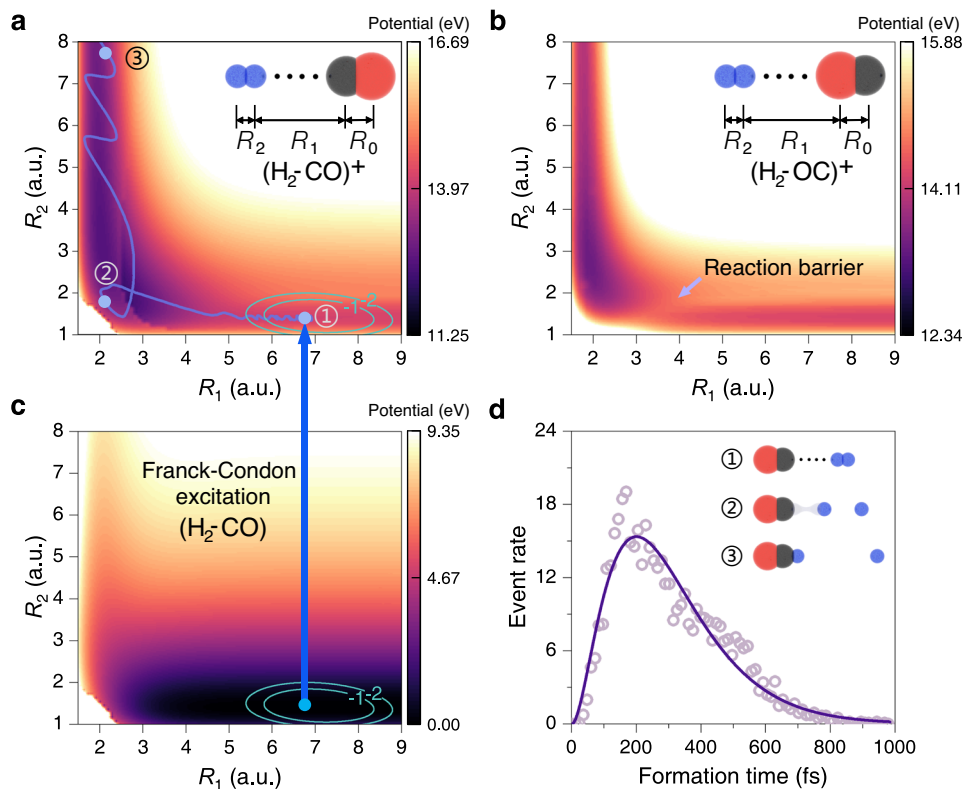 a
Potential (eV)
16.69
13.97
11.25
8
7
6
5
4
3
2
1
R₂ (a.u.)
2 3 4 5 6 7 8 9
R₁ (a.u.)
③
②
①
-1 -2
R₂ R₁ R₀
(H₂-CO)⁺
b
Potential (eV)
15.88
14.11
12.34
8
7
6
5
4
3
2
1
R₂ (a.u.)
2 3 4 5 6 7 8 9
R₁ (a.u.)
R₂ R₁ R₀
(H₂-OC)⁺
Reaction barrier
c
Potential (eV)
9.35
4.67
0.00
8
7
6
5
4
3
2
1
R₂ (a.u.)
2 3 4 5 6 7 8 9
R₁ (a.u.)
Franck-Condon
excitation
(H₂-CO)
-1 -2
d
24
18
12
6
0
Event rate
0 200 400 600 800 1000
Formation time (fs)
①
②
③